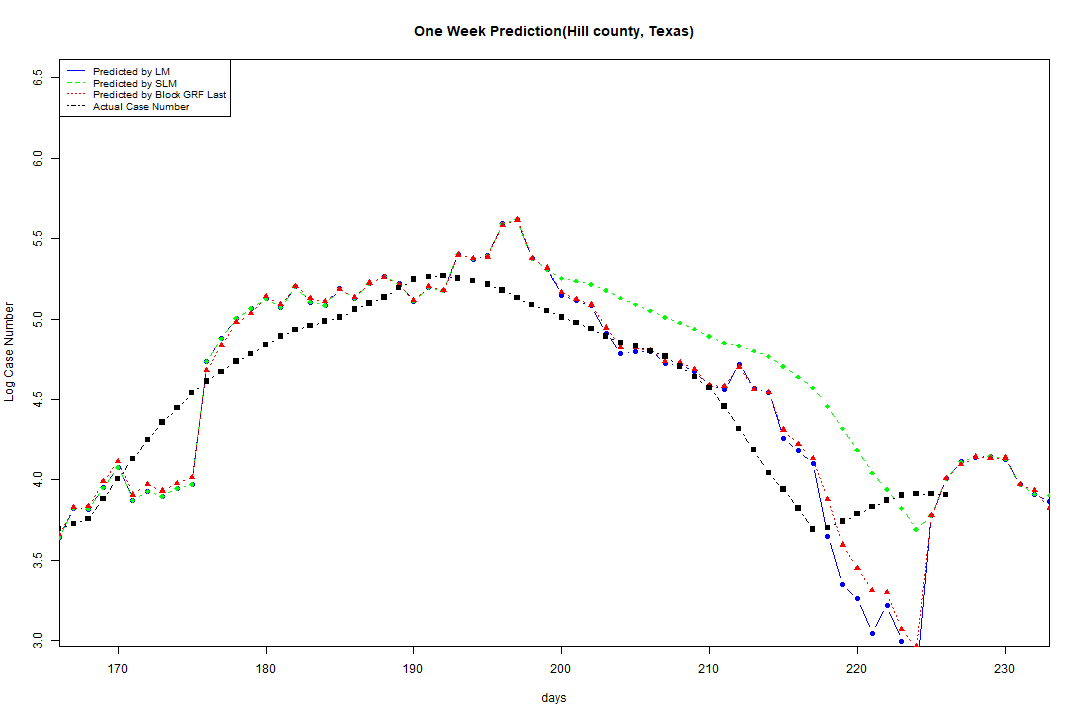 One Week Prediction(Hill county, Texas)
Predicted by LM
Predicted by SLM
Predicted by Block GRF Last
Actual Case Number
6.5
6.0
5.5
5.0
4.5
4.0
3.5
3.0
Log Case Number
170 180 190 200 210 220 230
days